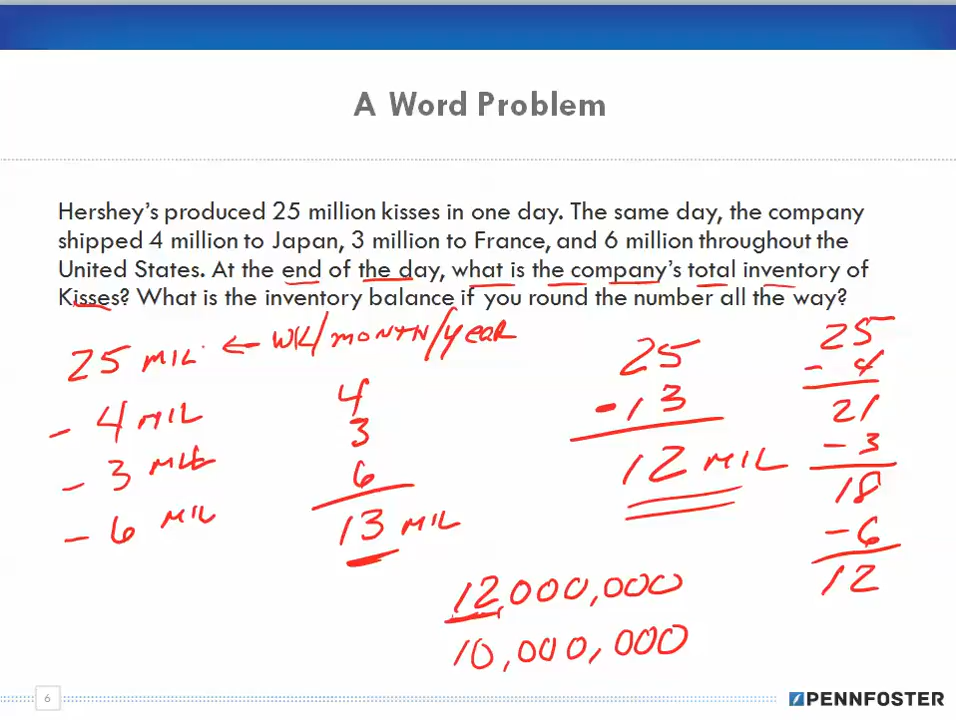 A Word Problem
Hershey's produced 25 million kisses in one day. The same day, the company
shipped 4 million to Japan, 3 million to France, and 6 million throughout the
United States. At the end of the day, what is the company's total inventory of
Kisses? What is the inventory balance if you round the number all the way?
25 MIL ← WK/MONTH/YEAR
- 4 MIL
- 3 MIL
- 6 MIL
4
3
6
13 MIL
25
-13
12 MIL
25
- 4
21
- 3
18
- 6
12
12,000,000
10,000,000
6
PENNFOSTER